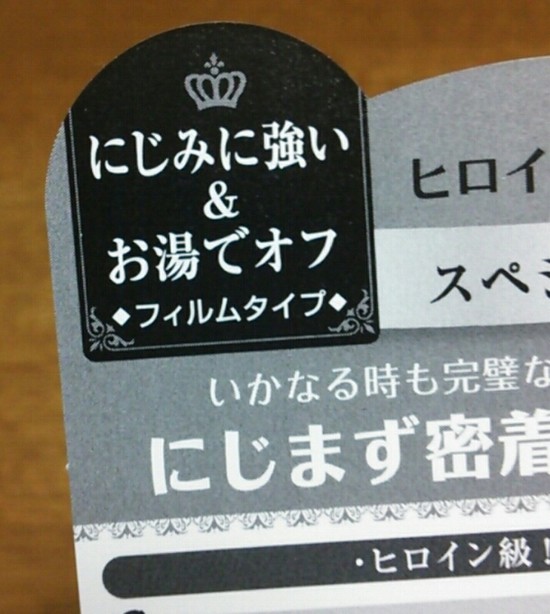 にじみに強い
&
お湯でオフ
◆フィルムタイプ◆
ヒロイ
スペシ
いかなる時も完璧な
にじまず密着
・ヒロイン級!